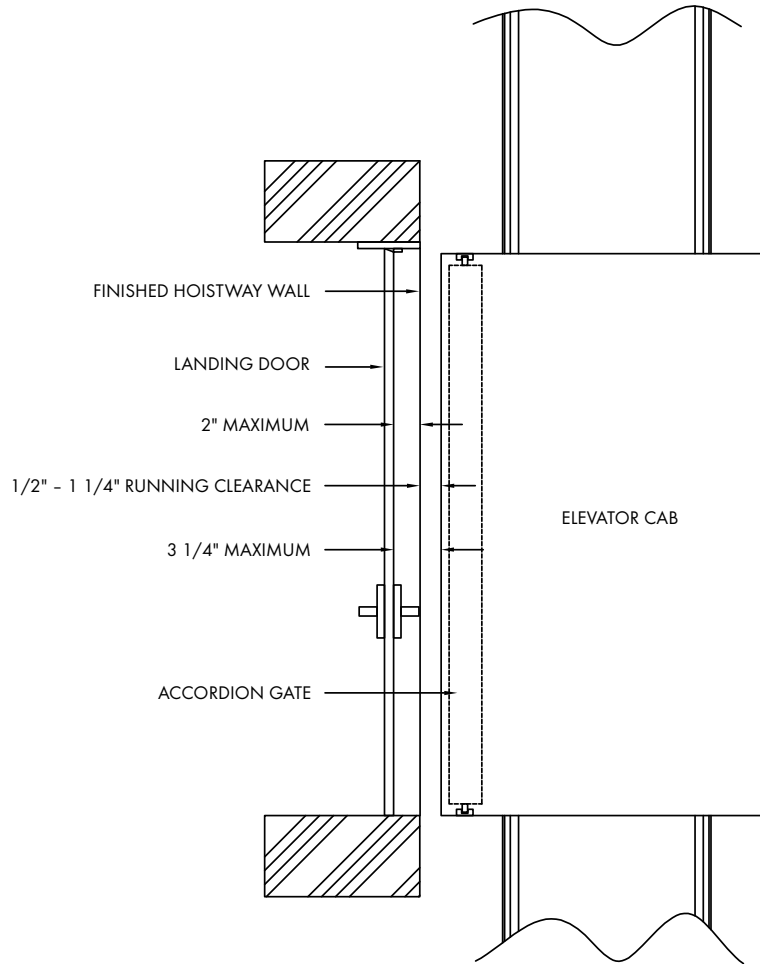 FINISHED HOISTWAY WALL
LANDING DOOR
2" MAXIMUM
1/2" – 1 1/4" RUNNING CLEARANCE
ELEVATOR CAB
3 1/4" MAXIMUM
ACCORDION GATE